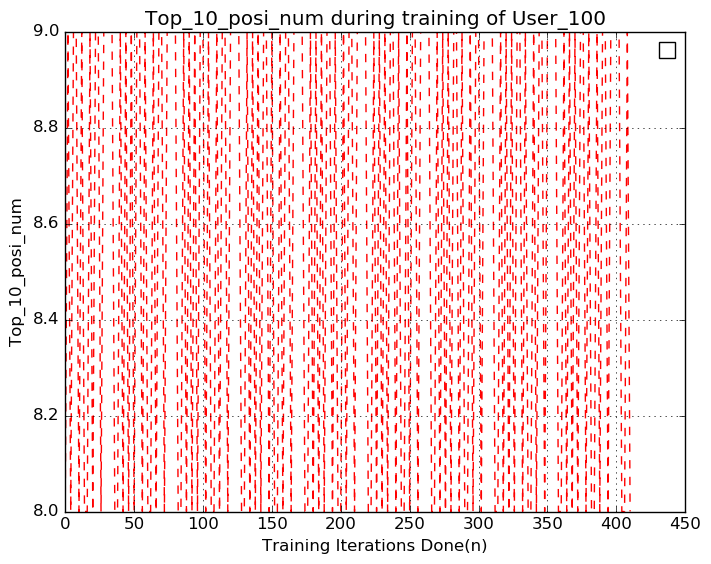 Top_10_posi_num during training of User_100
9.0
8.8
8.6
8.4
8.2
8.0
Top_10_posi_num
0 50 100 150 200 250 300 350 400 450
Training Iterations Done(n)